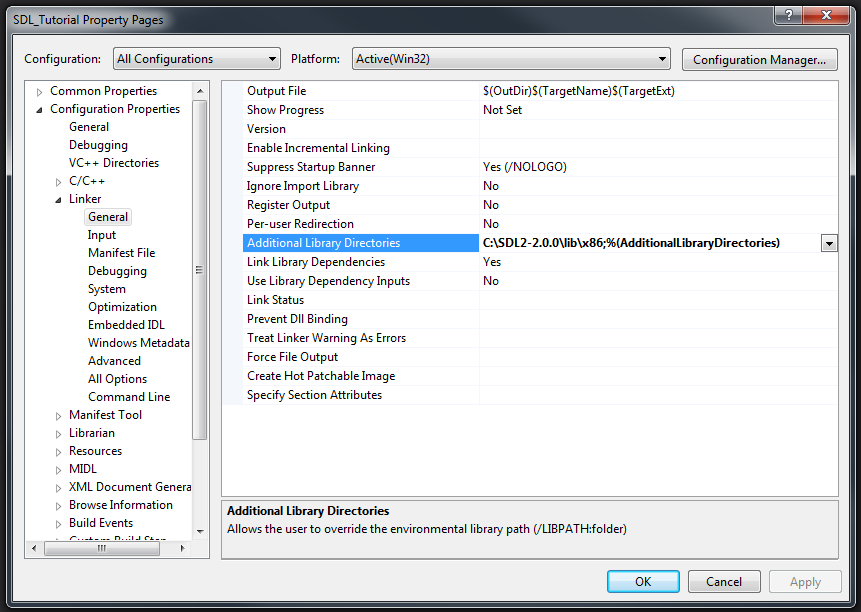 SDL_Tutorial Property Pages
?
Configuration: All Configurations Platform: Active(Win32) Configuration Manager...
Common Properties
Configuration Properties
General
Debugging
VC++ Directories
C/C++
Linker
General
Input
Manifest File
Debugging
System
Optimization
Embedded IDL
Windows Metadata
Advanced
All Options
Command Line
Manifest Tool
Librarian
Resources
MIDL
XML Document Genera
Browse Information
Build Events
Custom Build Step
Output File $(OutDir)$(TargetName)$(TargetExt)
Show Progress Not Set
Version
Enable Incremental Linking
Suppress Startup Banner Yes (/NOLOGO)
Ignore Import Library No
Register Output No
Per-user Redirection No
Additional Library Directories C:\SDL2-2.0.0\lib\x86;%(AdditionalLibraryDirectories)
Link Library Dependencies Yes
Use Library Dependency Inputs No
Link Status
Prevent Dll Binding
Treat Linker Warning As Errors
Force File Output
Create Hot Patchable Image
Specify Section Attributes
Additional Library Directories
Allows the user to override the environmental library path (/LIBPATH:folder)
OK Cancel Apply